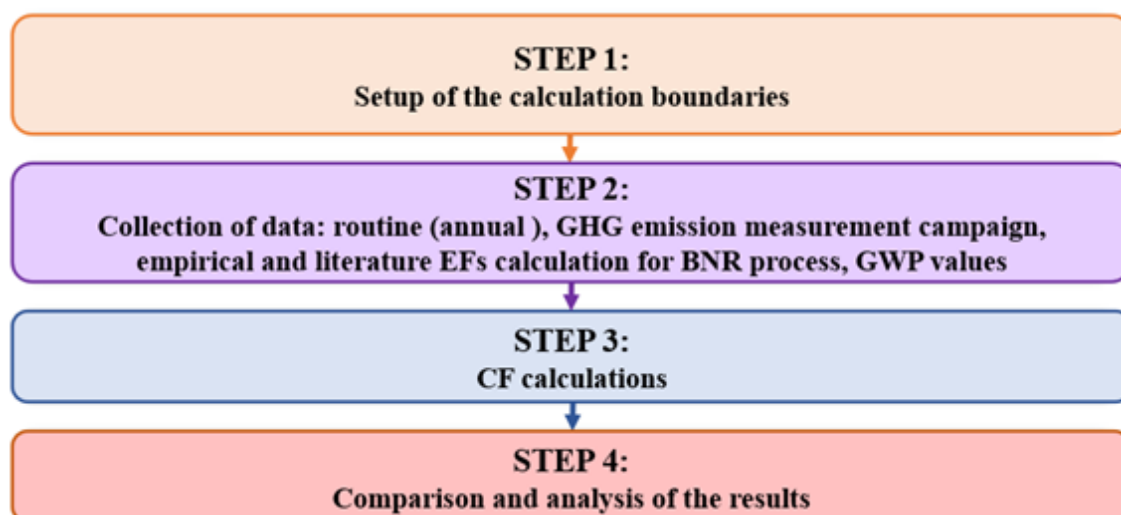 STEP 1:
Setup of the calculation boundaries
STEP 2:
Collection of data: routine (annual ), GHG emission measurement campaign,
empirical and literature EFs calculation for BNR process, GWP values
STEP 3:
CF calculations
STEP 4:
Comparison and analysis of the results